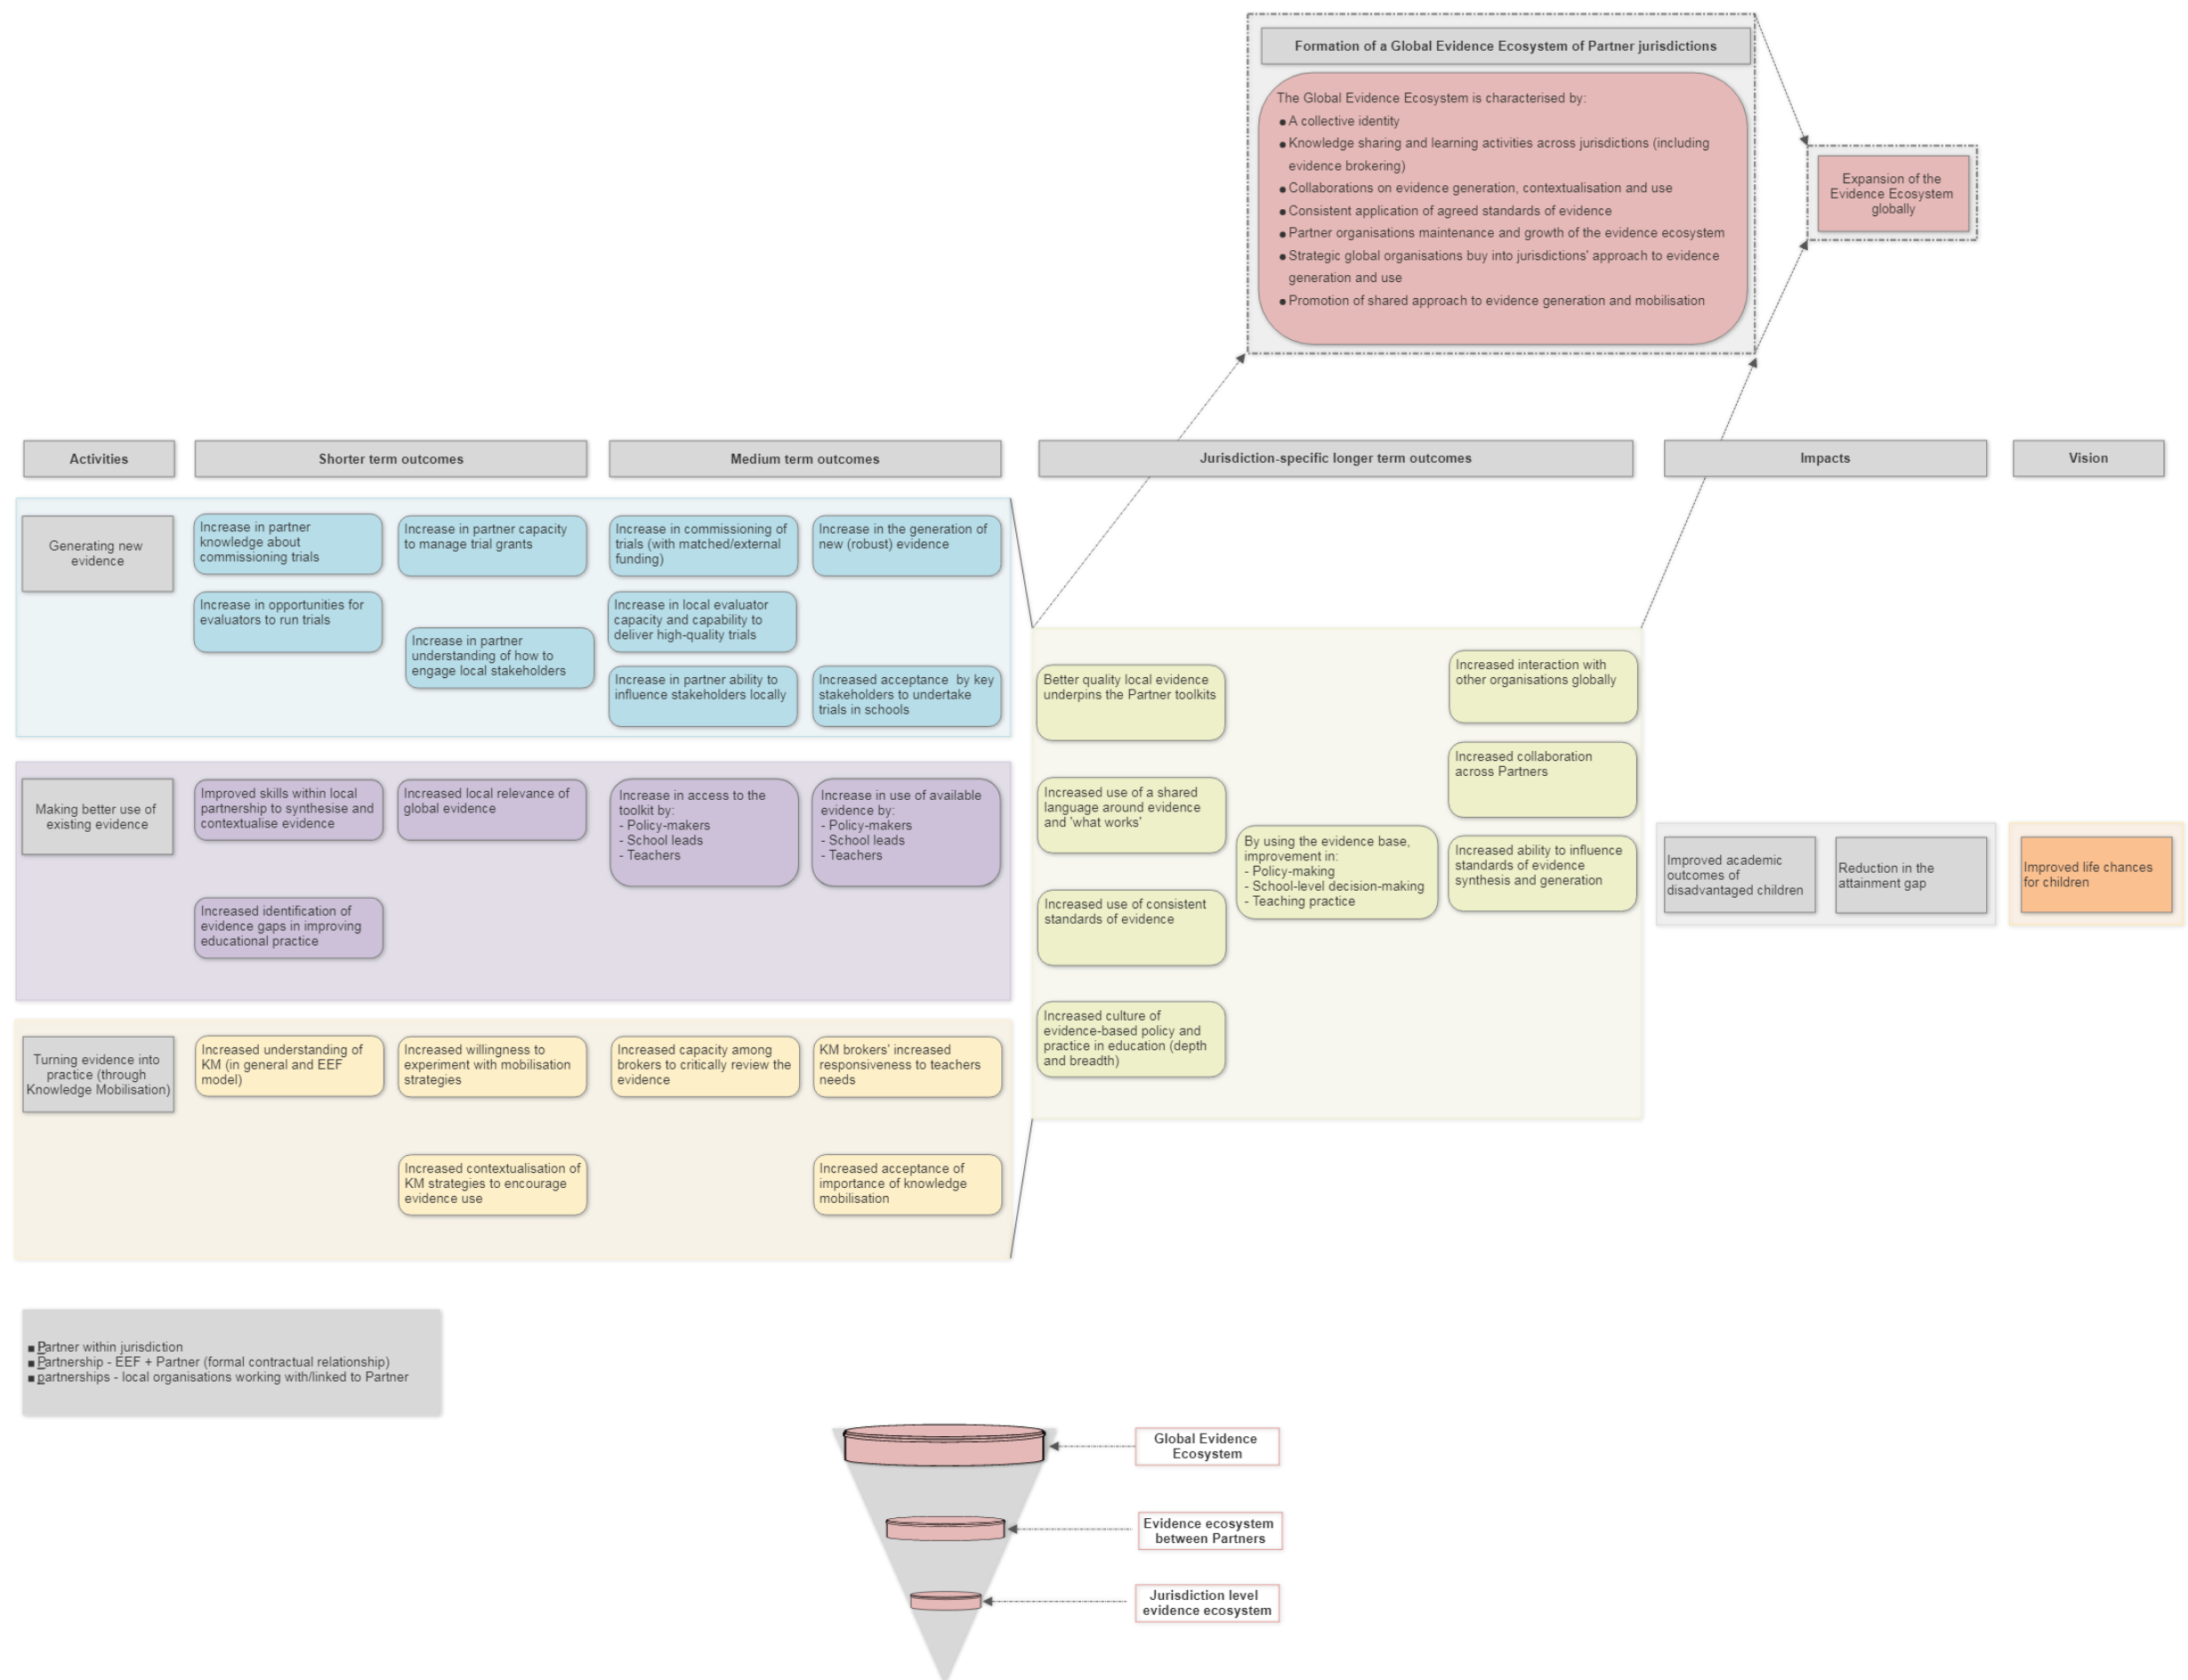 Formation of a Global Evidence Ecosystem of Partner jurisdictions
The Global Evidence Ecosystem is characterised by:
● A collective identity
● Knowledge sharing and learning activities across jurisdictions (including
evidence brokering)
● Collaborations on evidence generation, contextualisation and use
● Consistent application of agreed standards of evidence
● Partner organisations maintenance and growth of the evidence ecosystem
● Strategic global organisations buy into jurisdictions' approach to evidence
generation and use
● Promotion of shared approach to evidence generation and mobilisation
Expansion of the
Evidence Ecosystem
globally
Activities
Shorter term outcomes
Medium term outcomes
Jurisdiction-specific longer term outcomes
Impacts
Vision
Generating new
evidence
Increase in partner
knowledge about
commissioning trials
Increase in partner capacity
to manage trial grants
Increase in commissioning of
trials (with matched/external
funding)
Increase in the generation of
new (robust) evidence
Increase in opportunities for
evaluators to run trials
Increase in partner
understanding of how to
engage local stakeholders
Increase in local evaluator
capacity and capability to
deliver high-quality trials
Increase in partner ability to
influence stakeholders locally
Increased acceptance by key
stakeholders to undertake
trials in schools
Making better use of
existing evidence
Improved skills within local
partnership to synthesise and
contextualise evidence
Increased local relevance of
global evidence
Increase in access to the
toolkit by:
- Policy-makers
- School leads
- Teachers
Increase in use of available
evidence by:
- Policy-makers
- School leads
- Teachers
Increased identification of
evidence gaps in improving
educational practice
Turning evidence into
practice (through
Knowledge Mobilisation)
Increased understanding of
KM (in general and EEF
model)
Increased willingness to
experiment with mobilisation
strategies
Increased capacity among
brokers to critically review the
evidence
KM brokers' increased
responsiveness to teachers
needs
Increased contextualisation of
KM strategies to encourage
evidence use
Increased acceptance of
importance of knowledge
mobilisation
Better quality local evidence
underpins the Partner toolkits
Increased use of a shared
language around evidence
and 'what works'
Increased use of consistent
standards of evidence
Increased culture of
evidence-based policy and
practice in education (depth
and breadth)
By using the evidence base,
improvement in:
- Policy-making
- School-level decision-making
- Teaching practice
Increased interaction with
other organisations globally
Increased collaboration
across Partners
Increased ability to influence
standards of evidence
synthesis and generation
Improved academic
outcomes of
disadvantaged children
Reduction in the
attainment gap
Improved life chances
for children
■ Partner within jurisdiction
■ Partnership - EEF + Partner (formal contractual relationship)
■ partnerships - local organisations working with/linked to Partner
Global Evidence
Ecosystem
Evidence ecosystem
between Partners
Jurisdiction level
evidence ecosystem